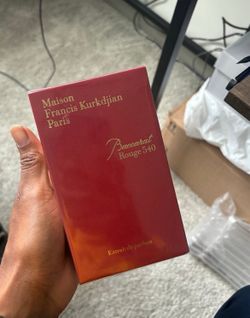 Maison
Francis Kurkdjian
Paris
Baccarat
Rouge 540
Extrait de parfum